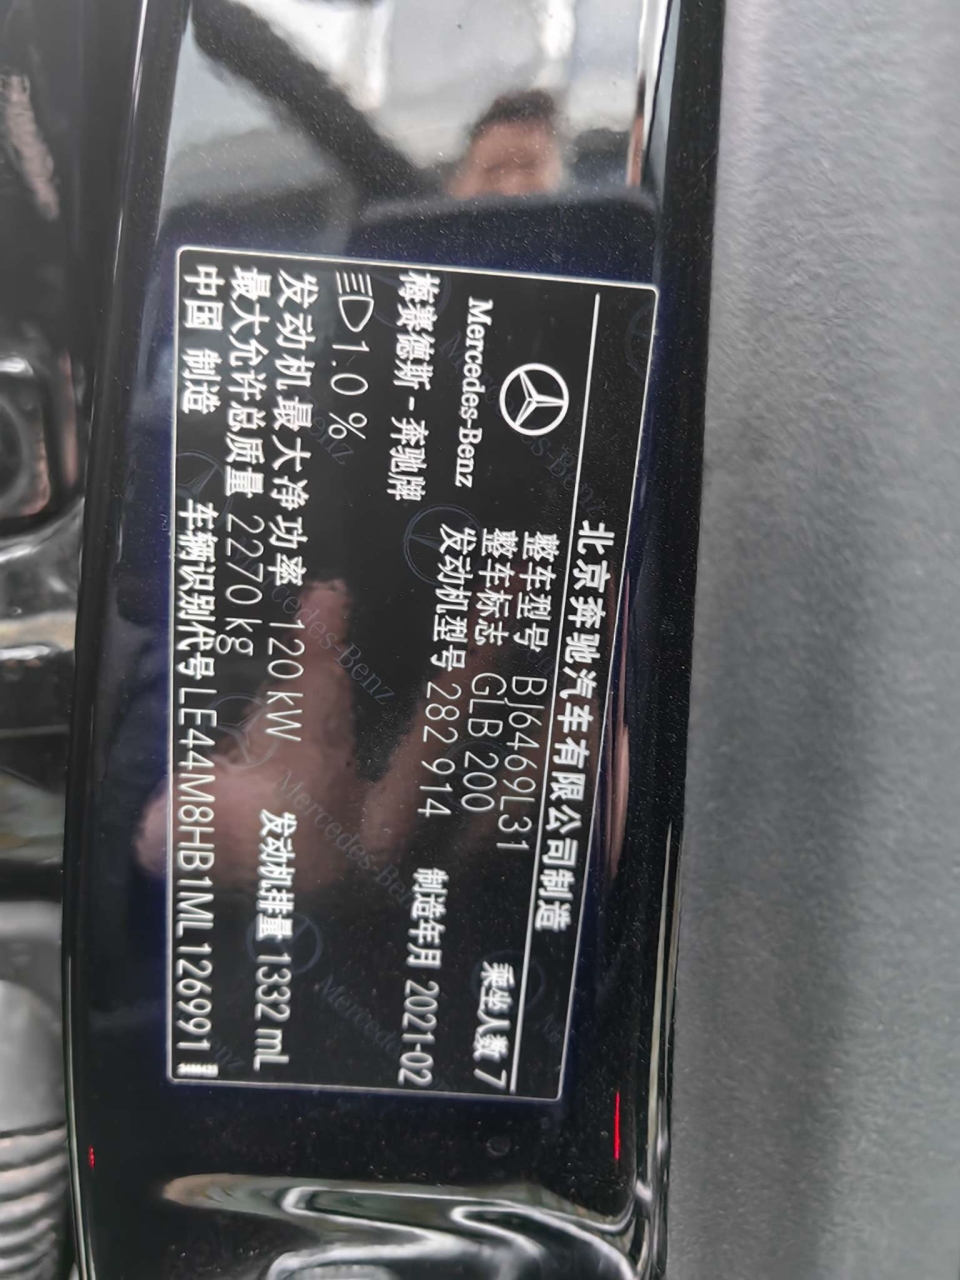 北京奔驰汽车有限公司制造
Mercedes-Benz
梅赛德斯-奔驰牌
整车型号 BJ6469L31
整车标志 GLB 200
发动机型号 282 914
乘坐人数 7
制造年月 2021-02
1.0 %
发动机最大净功率 120 kW 发动机排量 1332 mL
最大允许总质量 2270 kg
中国 制造 车辆识别代号 LE44M8HB1ML126991